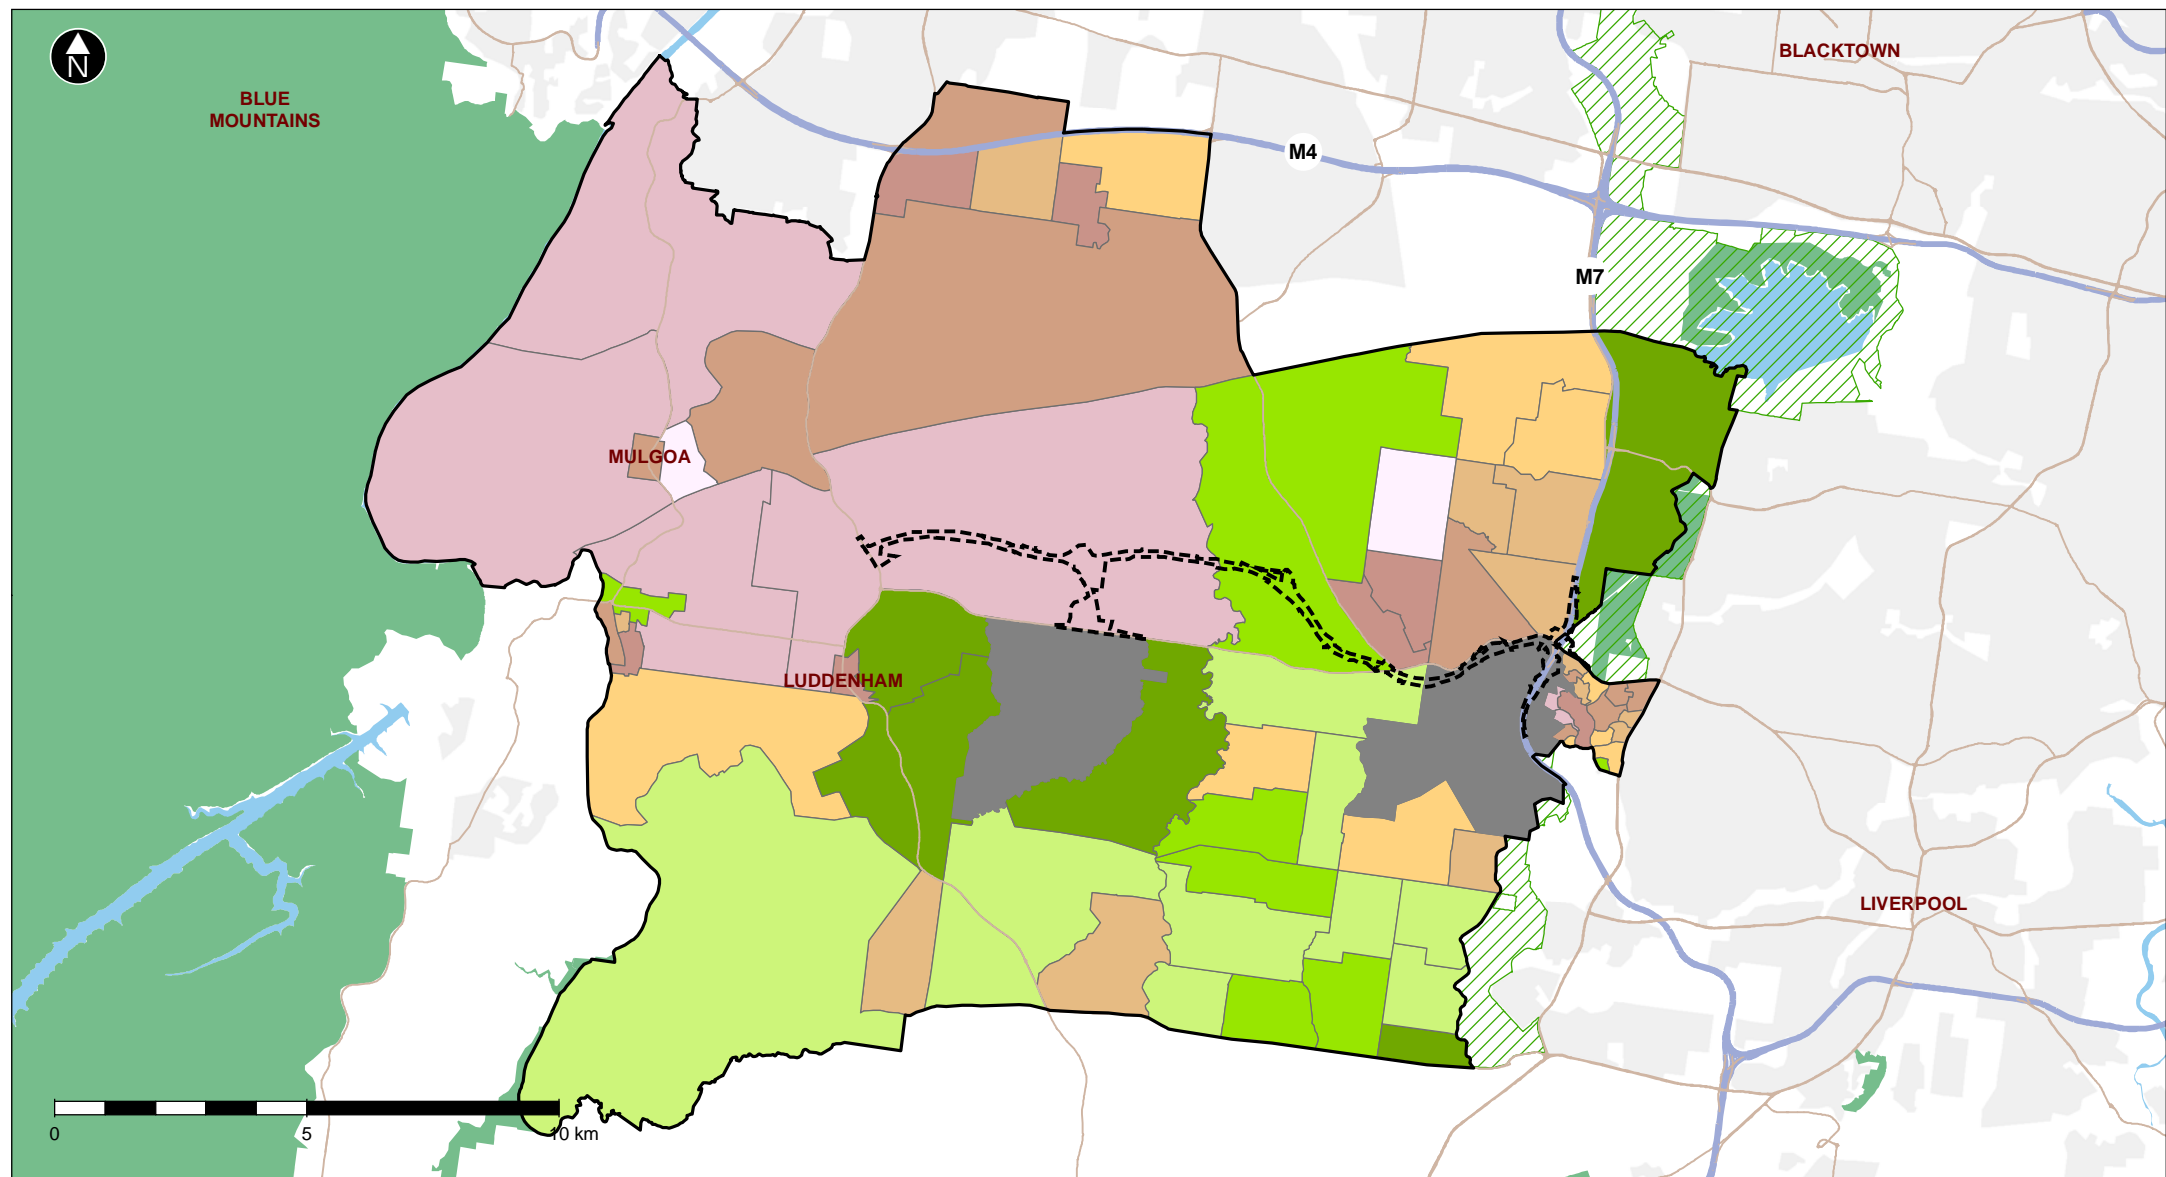 N
BLUE
MOUNTAINS
BLACKTOWN
M4
M7
MULGOA
LUDDENHAM
LIVERPOOL
0 5 10 km